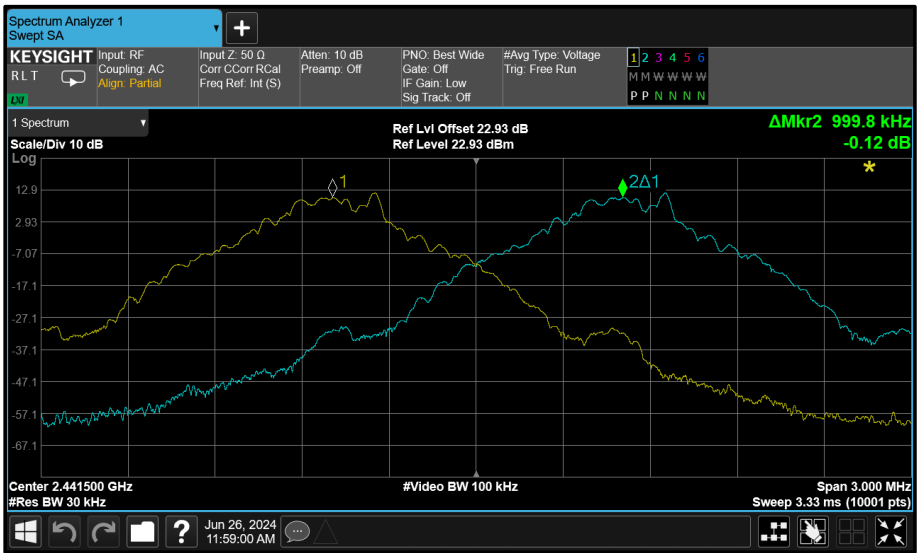 Spectrum Analyzer 1
Swept SA
+
KEYSIGHT
RLT
LXI
Input: RF
Coupling: AC
Align: Partial
Input Z: 50 Ω
Corr CCorr RCal
Freq Ref: Int (S)
Atten: 10 dB
Preamp: Off
PNO: Best Wide
Gate: Off
IF Gain: Low
Sig Track: Off
#Avg Type: Voltage
Trig: Free Run
1 2 3 4 5 6
M M W W W W
P P N N N N
1 Spectrum
Scale/Div 10 dB
Ref Lvl Offset 22.93 dB
Ref Level 22.93 dBm
ΔMkr2 999.8 kHz
-0.12 dB
Log
*
1
2Δ1
12.9
2.93
-7.07
-17.1
-27.1
-37.1
-47.1
-57.1
-67.1
Center 2.441500 GHz
#Video BW 100 kHz
Span 3.000 MHz
#Res BW 30 kHz
Sweep 3.33 ms (10001 pts)
?
Jun 26, 2024
11:59:00 AM